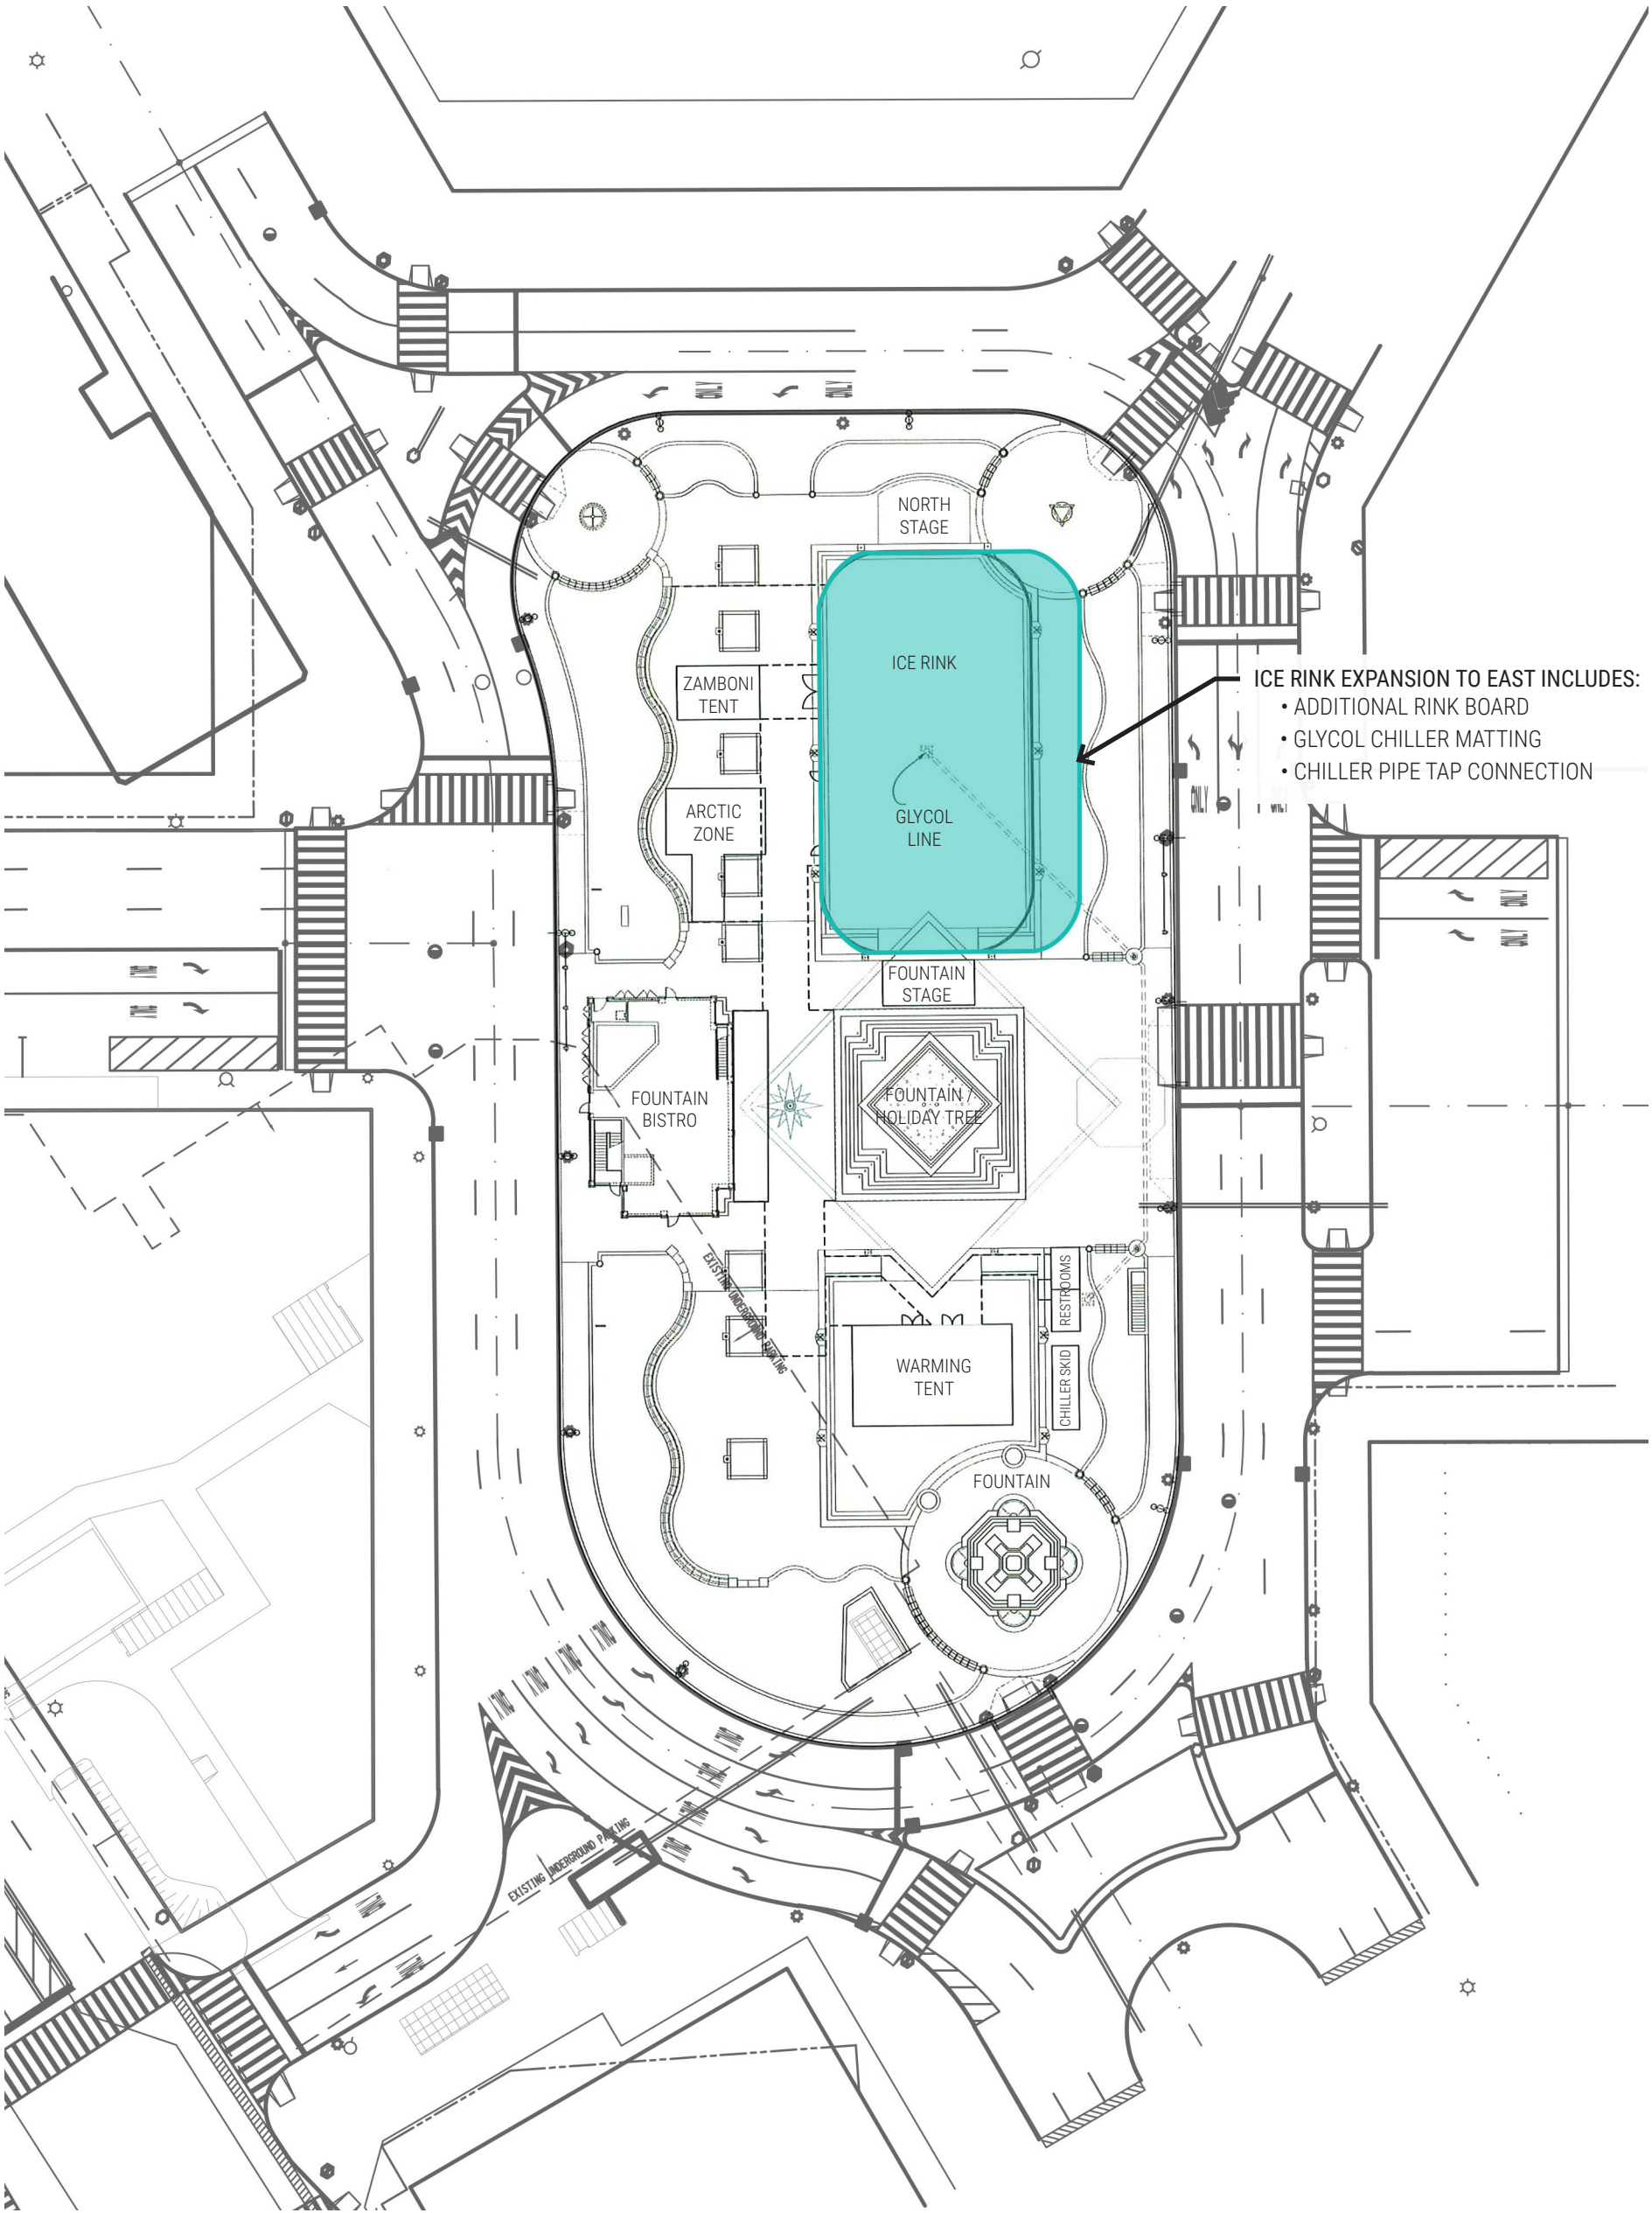 NORTH
STAGE
ICE RINK
ZAMBONI
TENT
ICE RINK EXPANSION TO EAST INCLUDES:
• ADDITIONAL RINK BOARD
• GLYCOL CHILLER MATTING
• CHILLER PIPE TAP CONNECTION
ONLY
ARCTIC
ZONE
GLYCOL
LINE
FOUNTAIN
STAGE
FOUNTAIN
BISTRO
FOUNTAIN /
HOLIDAY TREE
EXISTING UNDERGROUND PARKING
RESTROOMS
WARMING
TENT
CHILLER SKID
FOUNTAIN
EXISTING UNDERGROUND PARKING